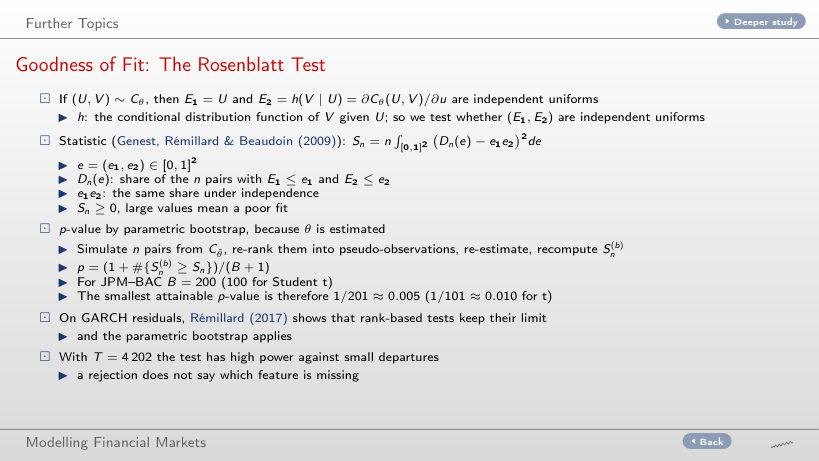 Further Topics
Deeper study
Goodness of Fit: The Rosenblatt Test
If (U, V) ∼ C_θ, then E₁ = U and E₂ = h(V | U) = ∂C_θ(U, V)/∂u are independent uniforms
h: the conditional distribution function of V given U; so we test whether (E₁, E₂) are independent uniforms
Statistic (Genest, Rémillard & Beaudoin (2009)): S_n = n ∫_{[0,1]²} (D_n(e) − e₁e₂)² de
e = (e₁, e₂) ∈ [0, 1]²
D_n(e): share of the n pairs with E₁ ≤ e₁ and E₂ ≤ e₂
e₁e₂: the same share under independence
S_n ≥ 0, large values mean a poor fit
p-value by parametric bootstrap, because θ is estimated
Simulate n pairs from C_θ̂, re-rank them into pseudo-observations, re-estimate, recompute S_n^(b)
p = (1 + #{S_n^(b) ≥ S_n})/(B + 1)
For JPM–BAC B = 200 (100 for Student t)
The smallest attainable p-value is therefore 1/201 ≈ 0.005 (1/101 ≈ 0.010 for t)
On GARCH residuals, Rémillard (2017) shows that rank-based tests keep their limit
and the parametric bootstrap applies
With T = 4 202 the test has high power against small departures
a rejection does not say which feature is missing
Modelling Financial Markets
Back